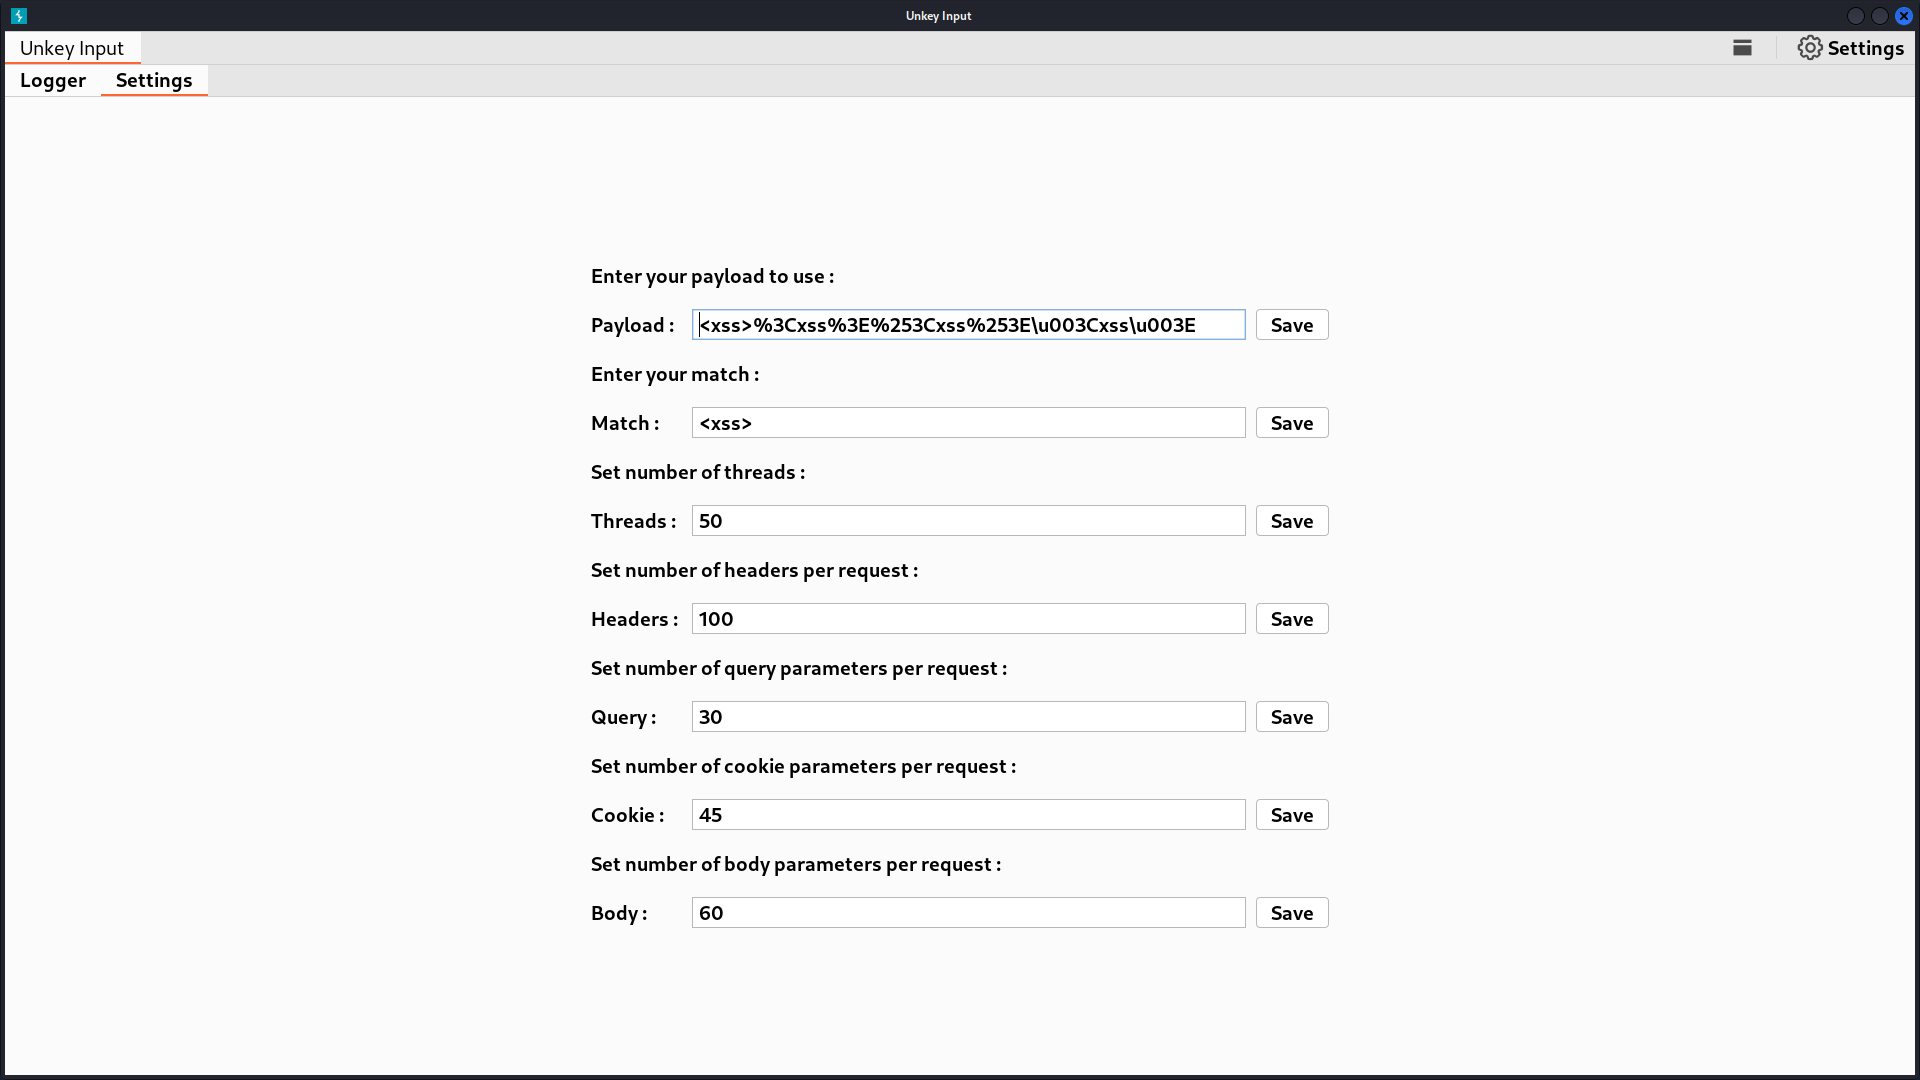 Unkey Input
Unkey Input
Settings
Logger Settings
Enter your payload to use :
Payload : <xss>%3Cxss%3E%253Cxss%253E\u003Cxss\u003E Save
Enter your match :
Match : <xss> Save
Set number of threads :
Threads : 50 Save
Set number of headers per request :
Headers : 100 Save
Set number of query parameters per request :
Query : 30 Save
Set number of cookie parameters per request :
Cookie : 45 Save
Set number of body parameters per request :
Body : 60 Save